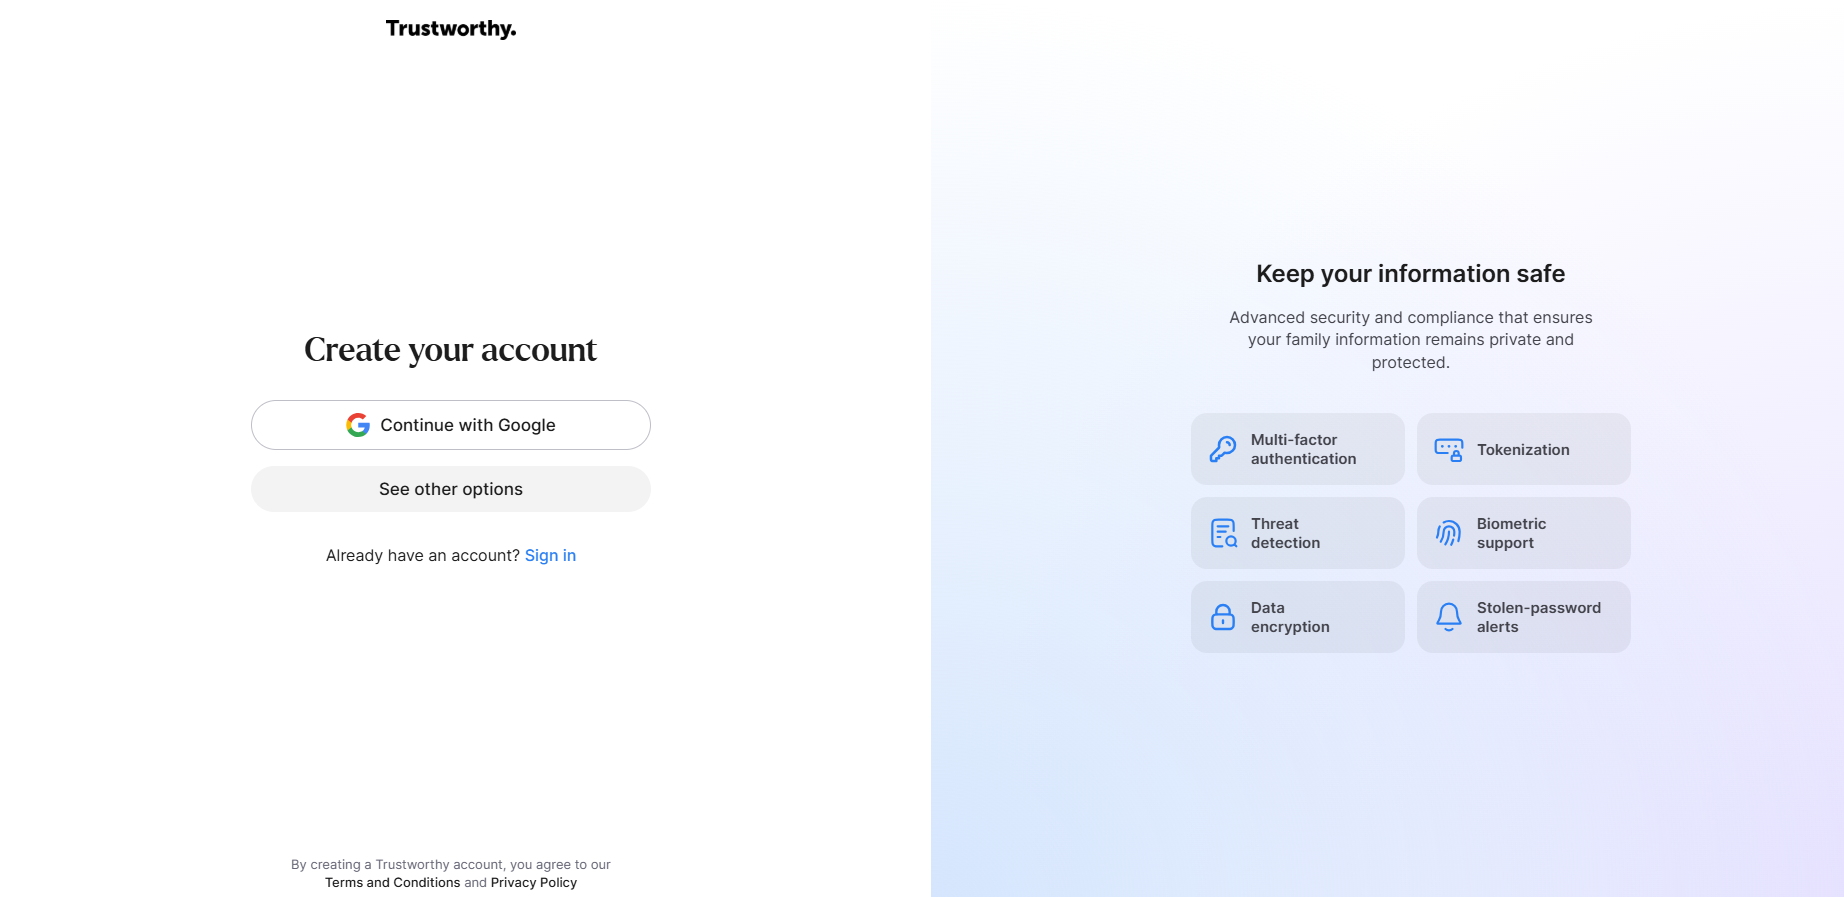 Trustworthy.
Create your account
Continue with Google
See other options
Already have an account? Sign in
By creating a Trustworthy account, you agree to our
Terms and Conditions and Privacy Policy
Keep your information safe
Advanced security and compliance that ensures
your family information remains private and
protected.
Multi-factor
authentication
Tokenization
Threat
detection
Biometric
support
Data
encryption
Stolen-password
alerts